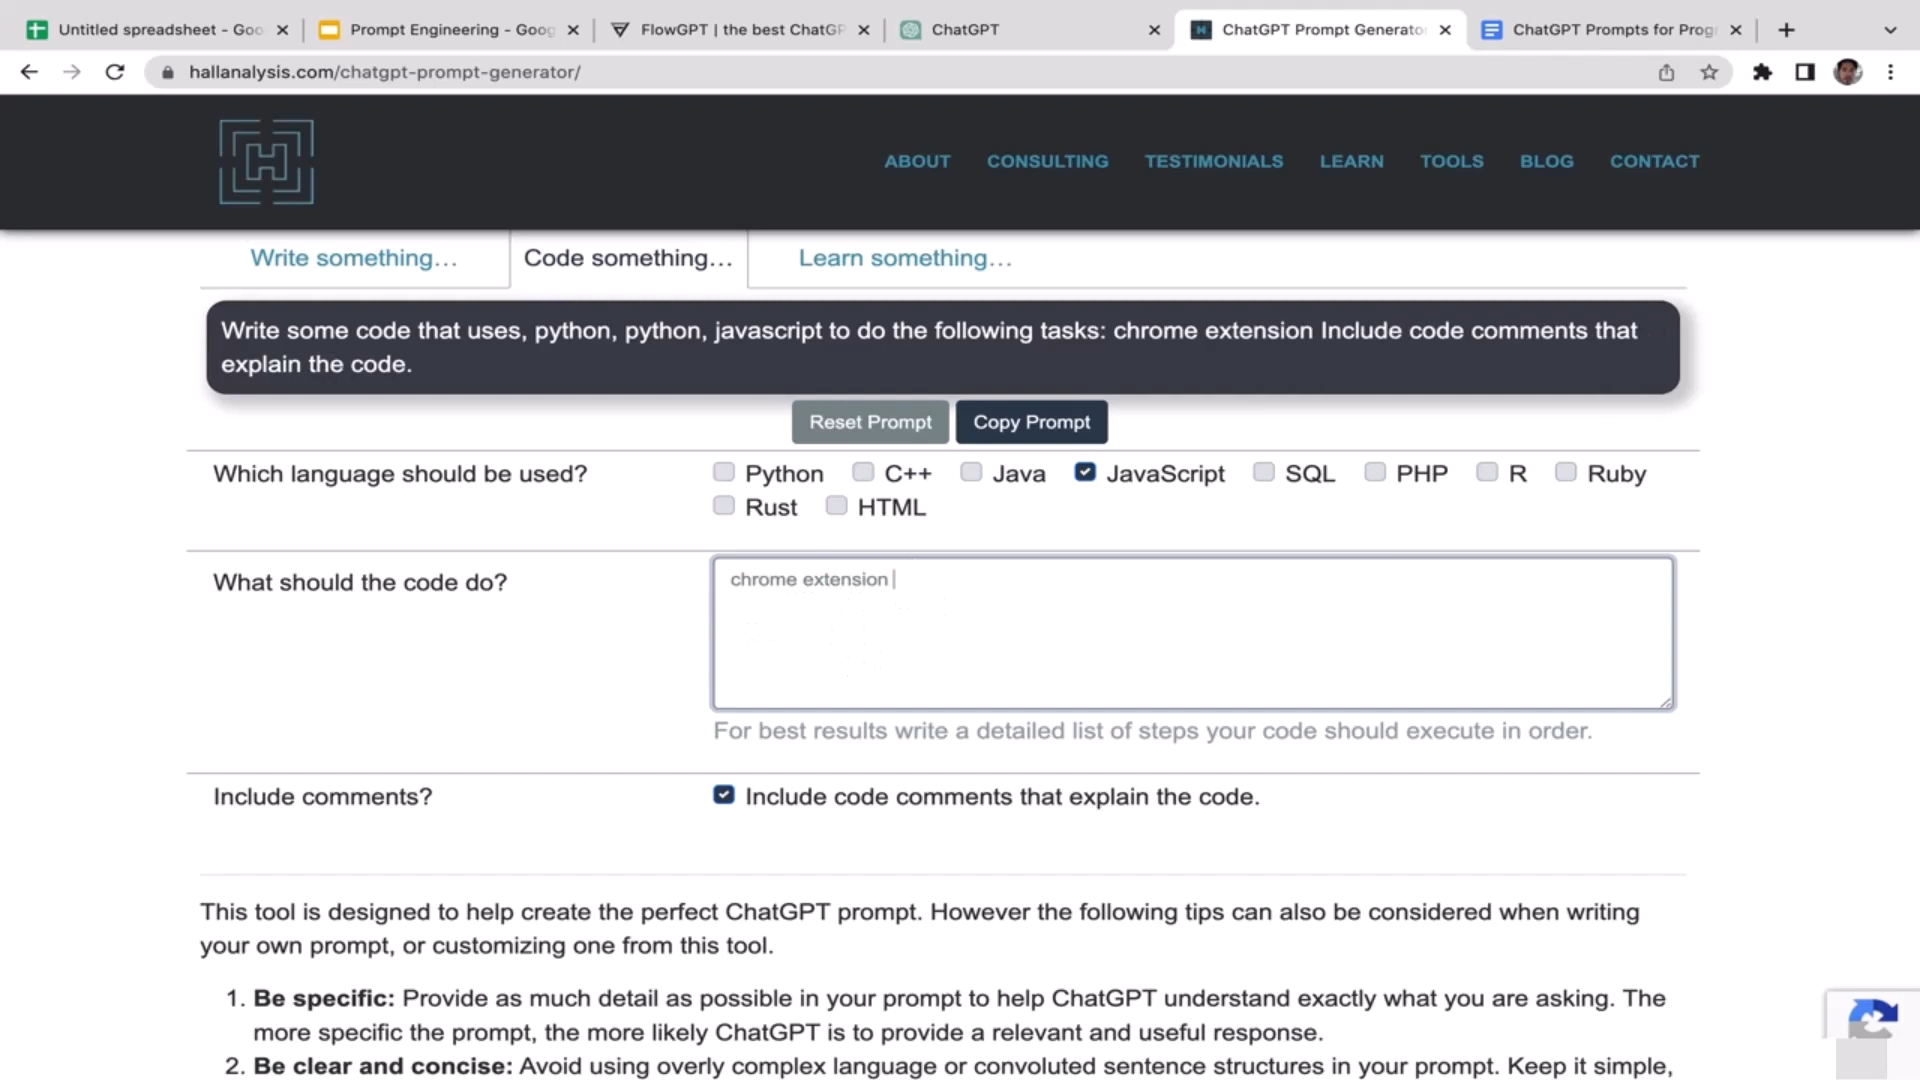 Untitled spreadsheet - Goo
Prompt Engineering - Goog
FlowGPT | the best ChatGP
ChatGPT
ChatGPT Prompt Generator
ChatGPT Prompts for Progr
hallanalysis.com/chatgpt-prompt-generator/
H
ABOUT CONSULTING TESTIMONIALS LEARN TOOLS BLOG CONTACT
Write something...
Code something...
Learn something...
Write some code that uses, python, python, javascript to do the following tasks: chrome extension Include code comments that
explain the code.
Reset Prompt
Copy Prompt
Which language should be used?
Python C++ Java JavaScript SQL PHP R Ruby
Rust HTML
What should the code do?
chrome extension
For best results write a detailed list of steps your code should execute in order.
Include comments?
Include code comments that explain the code.
This tool is designed to help create the perfect ChatGPT prompt. However the following tips can also be considered when writing
your own prompt, or customizing one from this tool.
1. Be specific: Provide as much detail as possible in your prompt to help ChatGPT understand exactly what you are asking. The
more specific the prompt, the more likely ChatGPT is to provide a relevant and useful response.
2. Be clear and concise: Avoid using overly complex language or convoluted sentence structures in your prompt. Keep it simple,